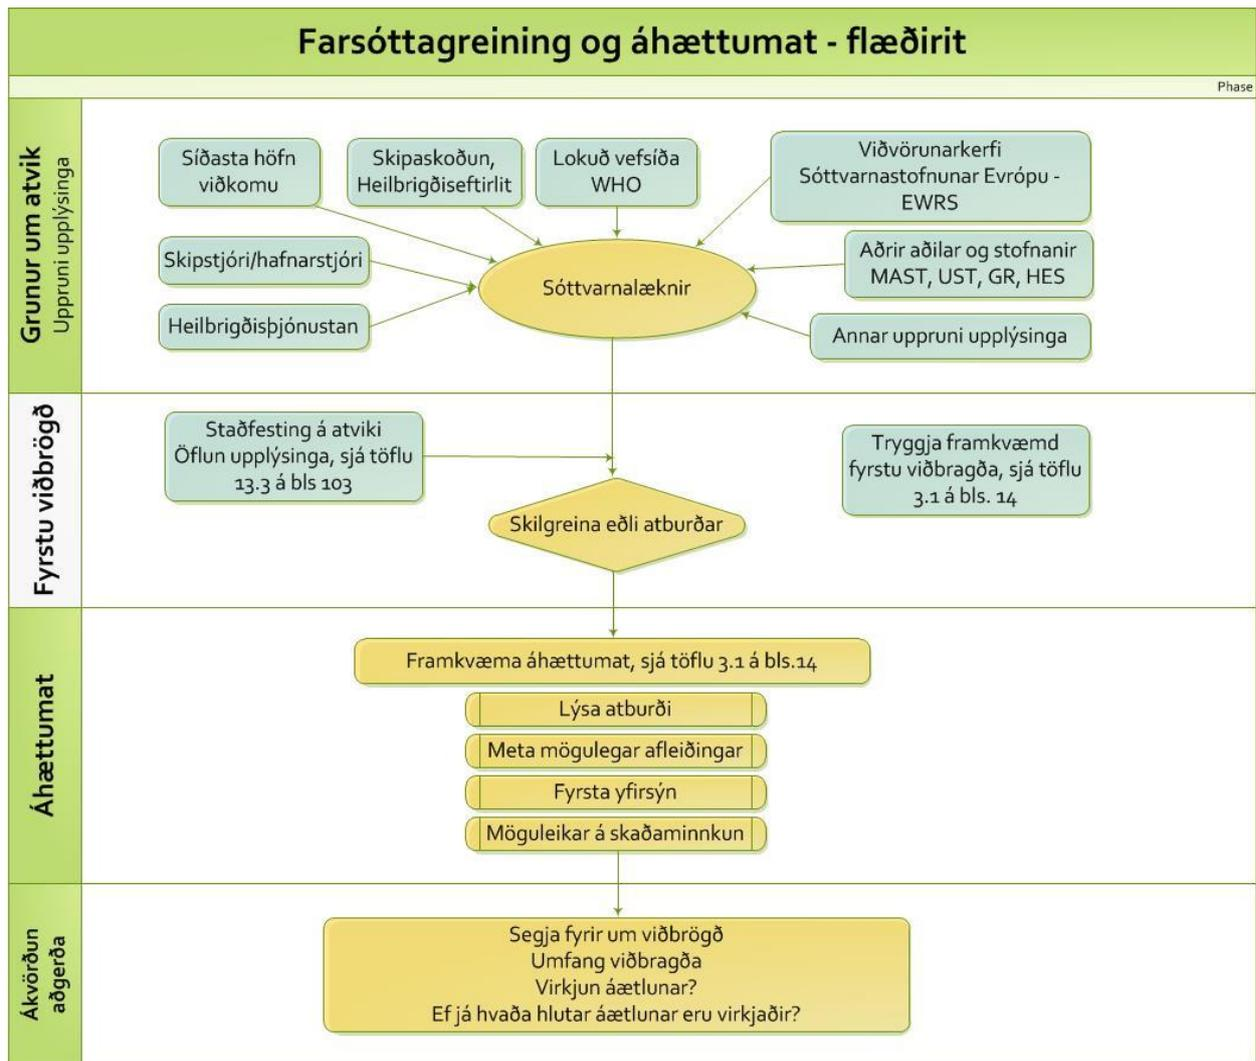 Farsóttagreining og áhættumat - flæðirit
Phase
Grunur um atvik
Uppruni upplýsinga
Síðasta höfn
viðkomu
Skipaskoðun,
Heilbrigðiseftirlit
Lokuð vefsíða
WHO
Viðvörunarkerfi
Sóttvarnastofnunar Evrópu -
EWRS
Skipstjóri/hafnarstjóri
Sóttvarnalæknir
Aðrir aðilar og stofnanir
MAST, UST, GR, HES
Heilbrigðisþjónustan
Annar uppruni upplýsinga
Fyrstu viðbrögð
Staðfesting á atviki
Öflun upplýsinga, sjá töflu
13.3 á bls 103
Tryggja framkvæmd
fyrstu viðbragða, sjá töflu
3.1 á bls. 14
Skilgreina eðli atburðar
Áhættumat
Framkvæma áhættumat, sjá töflu 3.1 á bls.14
Lýsa atburði
Meta mögulegar afleiðingar
Fyrsta yfirsýn
Möguleikar á skaðaminnkun
Ákvörðun
aðgerða
Segja fyrir um viðbrögð
Umfang viðbragða
Virkjun áætlunar?
Ef já hvaða hlutar áætlunar eru virkjaðir?